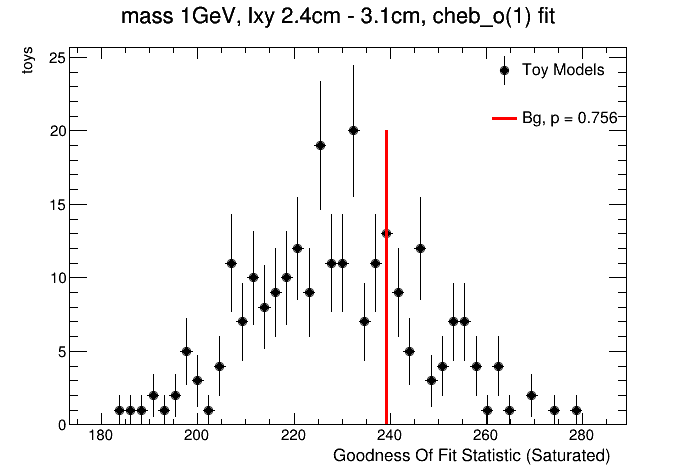 mass 1GeV, lxy 2.4cm - 3.1cm, cheb_o(1) fit
toys
25
20
15
10
5
0
Toy Models
Bg, p = 0.756
180
200
220
240
260
280
Goodness Of Fit Statistic (Saturated)